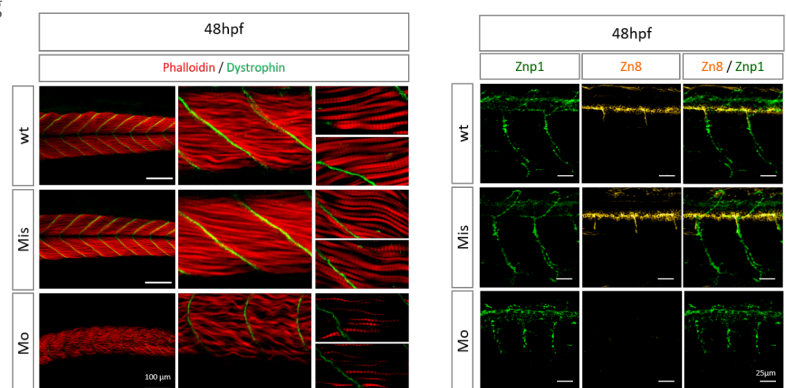 48hpf
Phalloidin / Dystrophin
wt
Mis
Mo
100 µm
48hpf
Znp1
Zn8
Zn8 / Znp1
wt
Mis
Mo
25µm